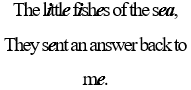 The little fishes of the sea,
They sent an answer back to
me.